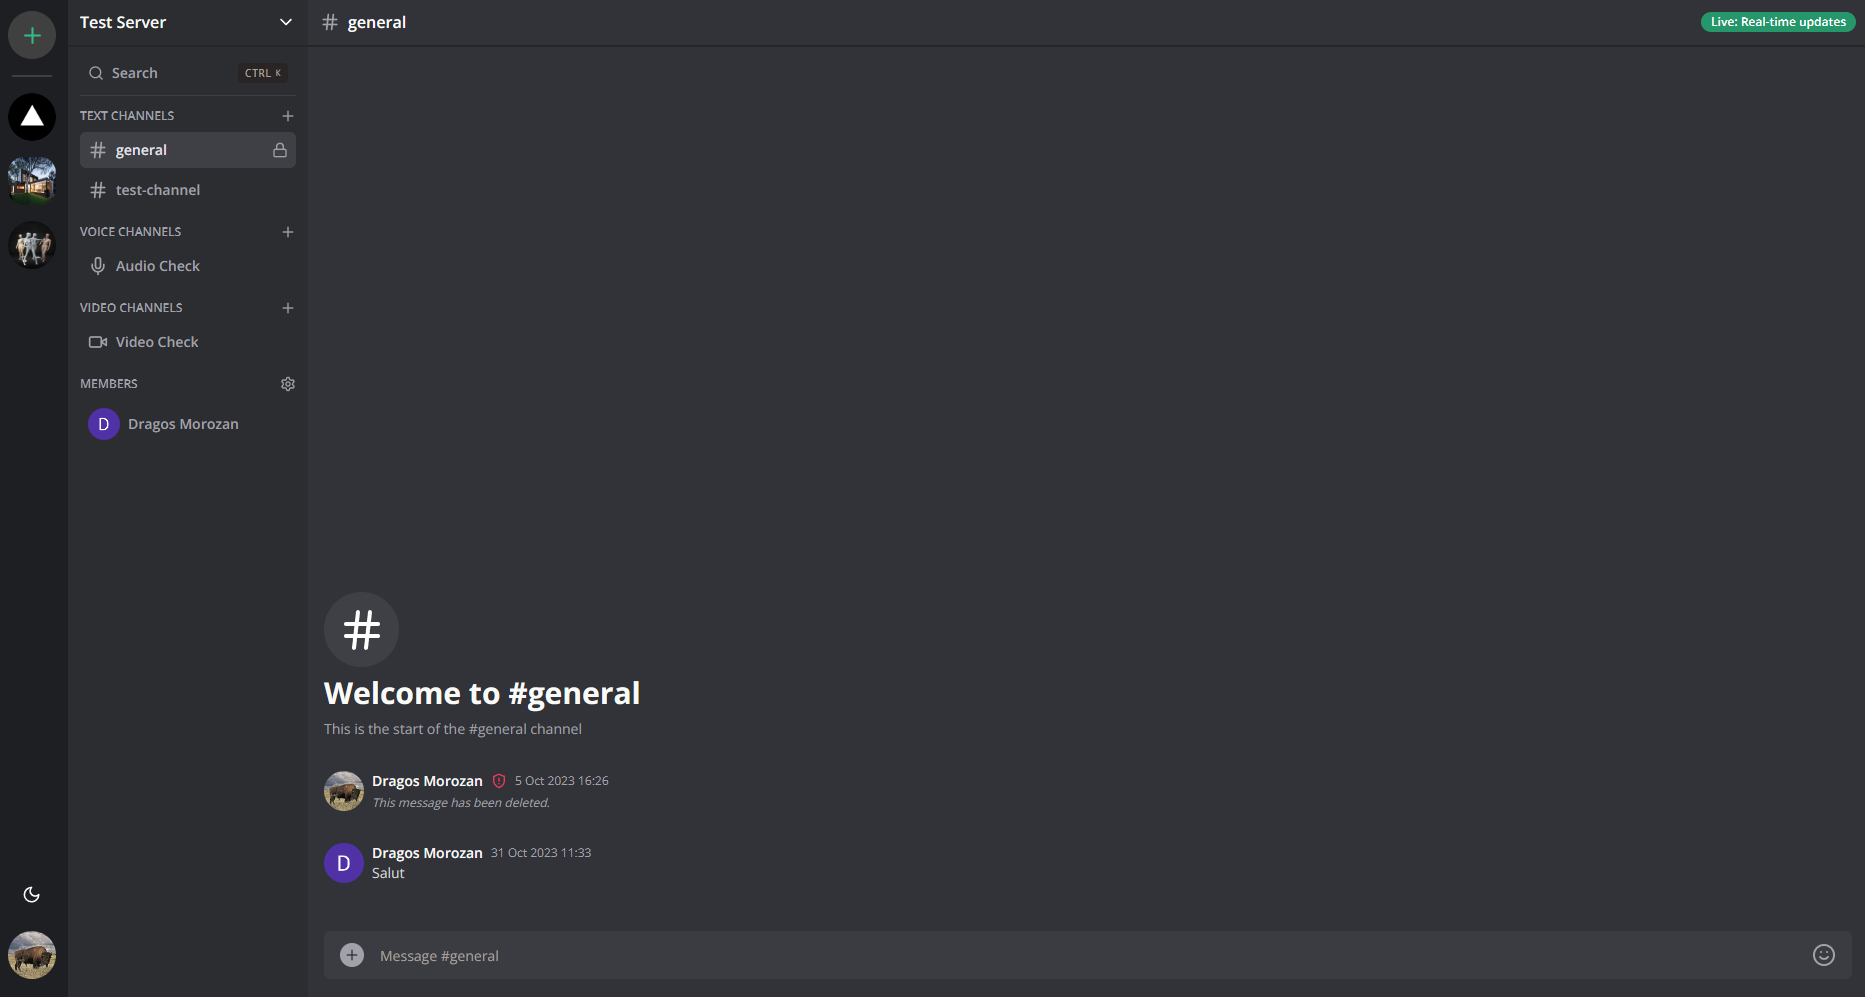 Test Server
Search CTRL K
TEXT CHANNELS
general
test-channel
VOICE CHANNELS
Audio Check
VIDEO CHANNELS
Video Check
MEMBERS
D Dragos Morozan
# general
Live: Real-time updates
#
Welcome to #general
This is the start of the #general channel
Dragos Morozan 5 Oct 2023 16:26
This message has been deleted.
D Dragos Morozan 31 Oct 2023 11:33
Salut
Message #general